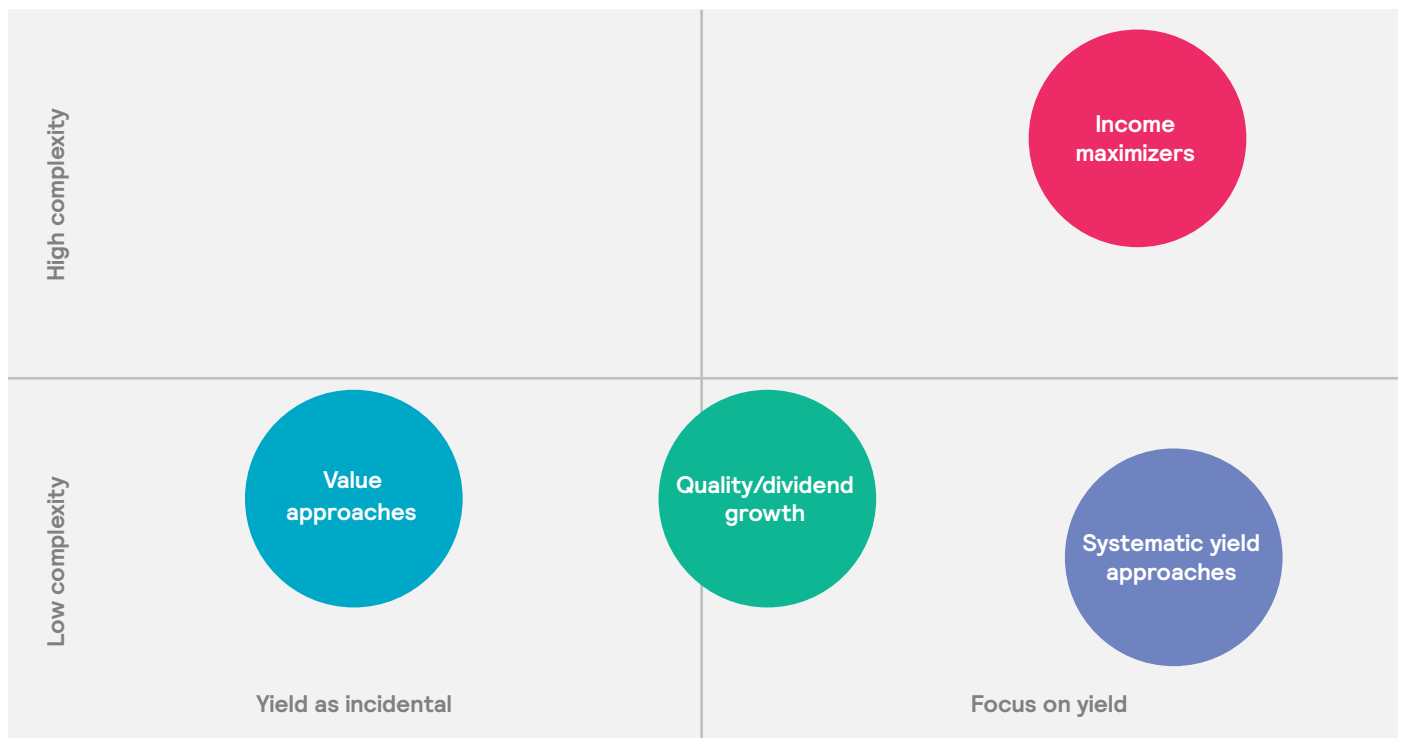 High complexity
Income
maximizers
Low complexity
Value
approaches
Quality/dividend
growth
Systematic yield
approaches
Yield as incidental
Focus on yield